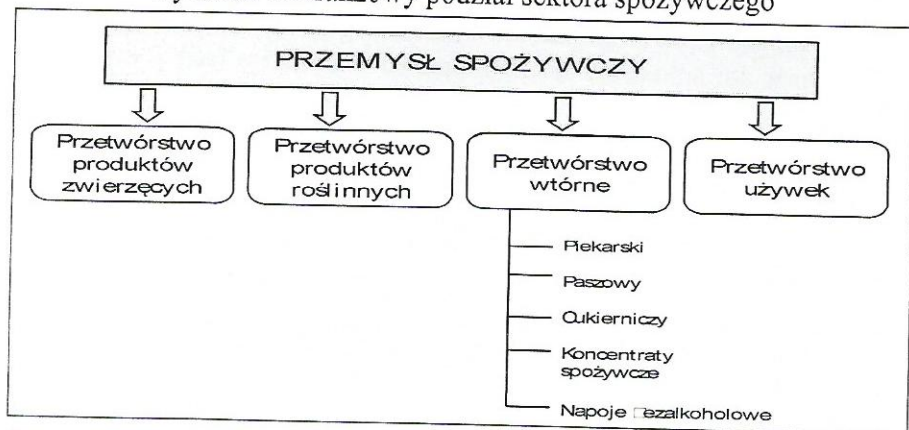 podział sektora spożywczego
PRZEMYSŁ SPOŻYWCZY
Przetwórstwo
produktów
zwierzęcych
Przetwórstwo
produktów
roślinnych
Przetwórstwo
wtórne
Przetwórstwo
używek
Piekarski
Paszowy
Cukierniczy
Koncentraty
spożywcze
Napoje □ezalkoholowe